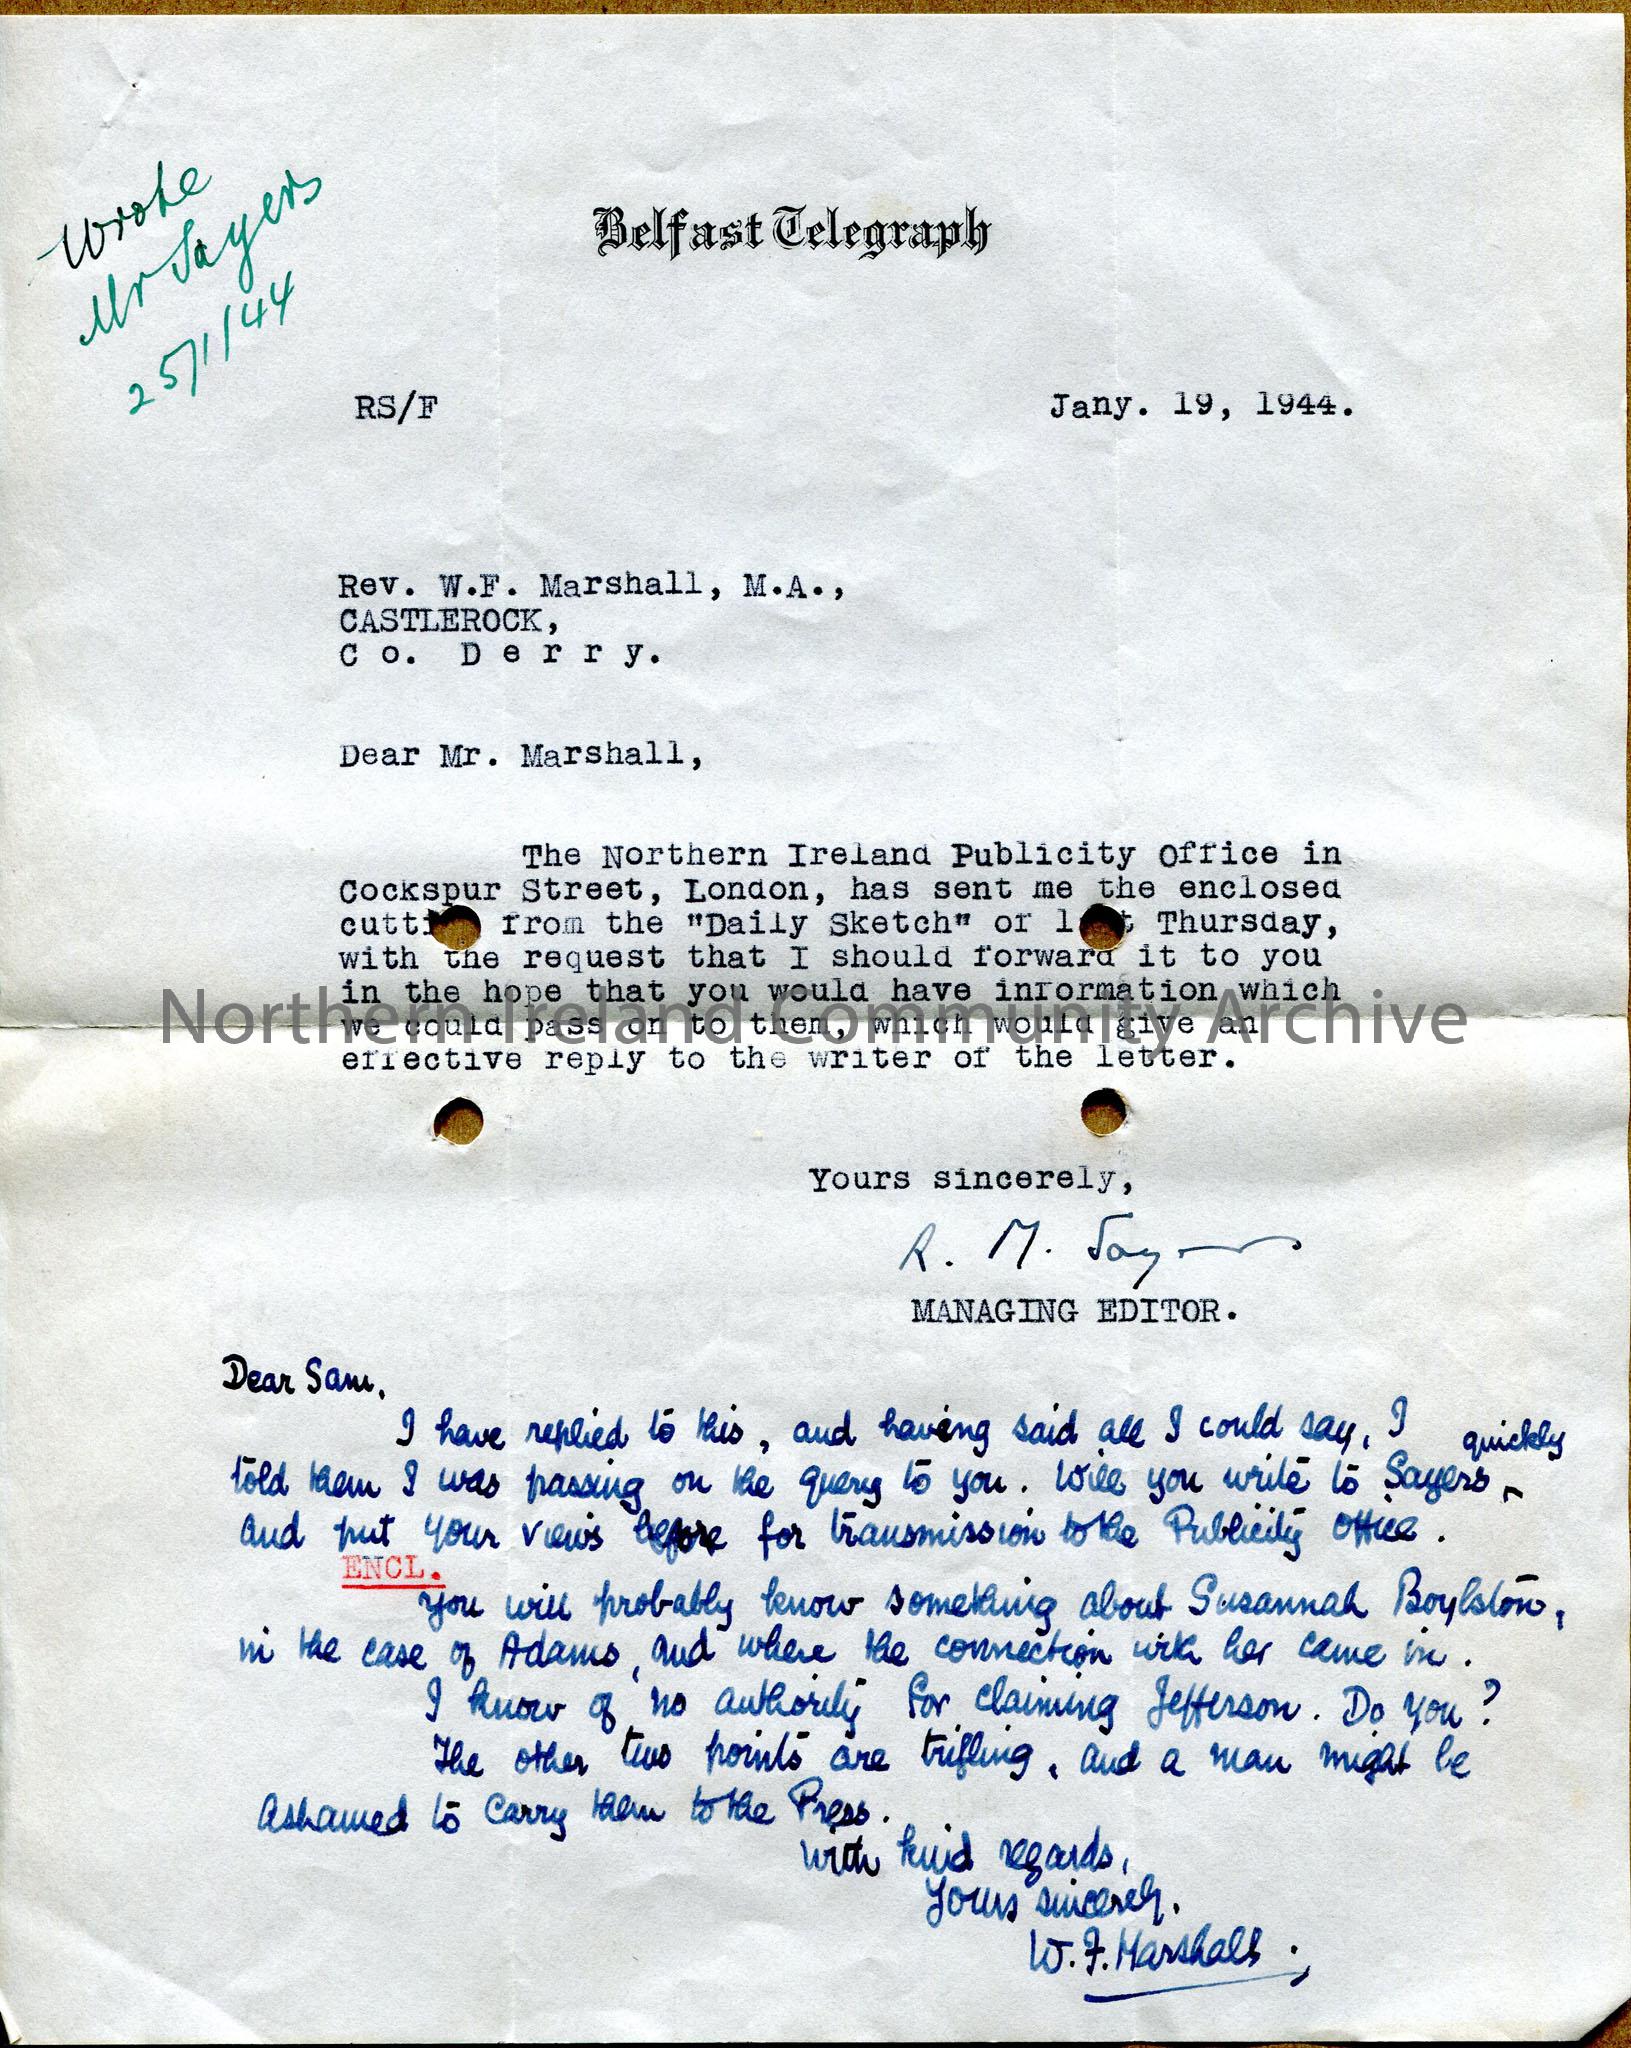 Wrote
Mr Sayers
25/1/44
Belfast Telegraph
RS/F Jany. 19, 1944.
Rev. W.F. Marshall, M.A.,
CASTLEROCK,
Co. Derry.
Dear Mr. Marshall,
The Northern Ireland Publicity Office in
Cockspur Street, London, has sent me the enclosed
cutti from the "Daily Sketch" of l t Thursday,
with the request that I should forward it to you
in the hope that you would have information which
Northern Ireland Community Archive
we could pass on to them, which would give an
effective reply to the writer of the letter.
Yours sincerely,
R. M. Sayers
MANAGING EDITOR.
Dear Sam,
I have replied to this, and having said all I could say, I
quickly
told them I was passing on the query to you. Will you write to Sayers
and put your views before for transmission to the Publicity Office.
ENCL.
You will probably know something about Susannah Boylston,
in the case of Adams, and where the connection with her came in.
I know of no authority for claiming Jefferson. Do you?
The other two points are trifling, and a man might be
ashamed to carry them to the Press.
With kind regards,
Yours sincerely,
W.F. Marshall